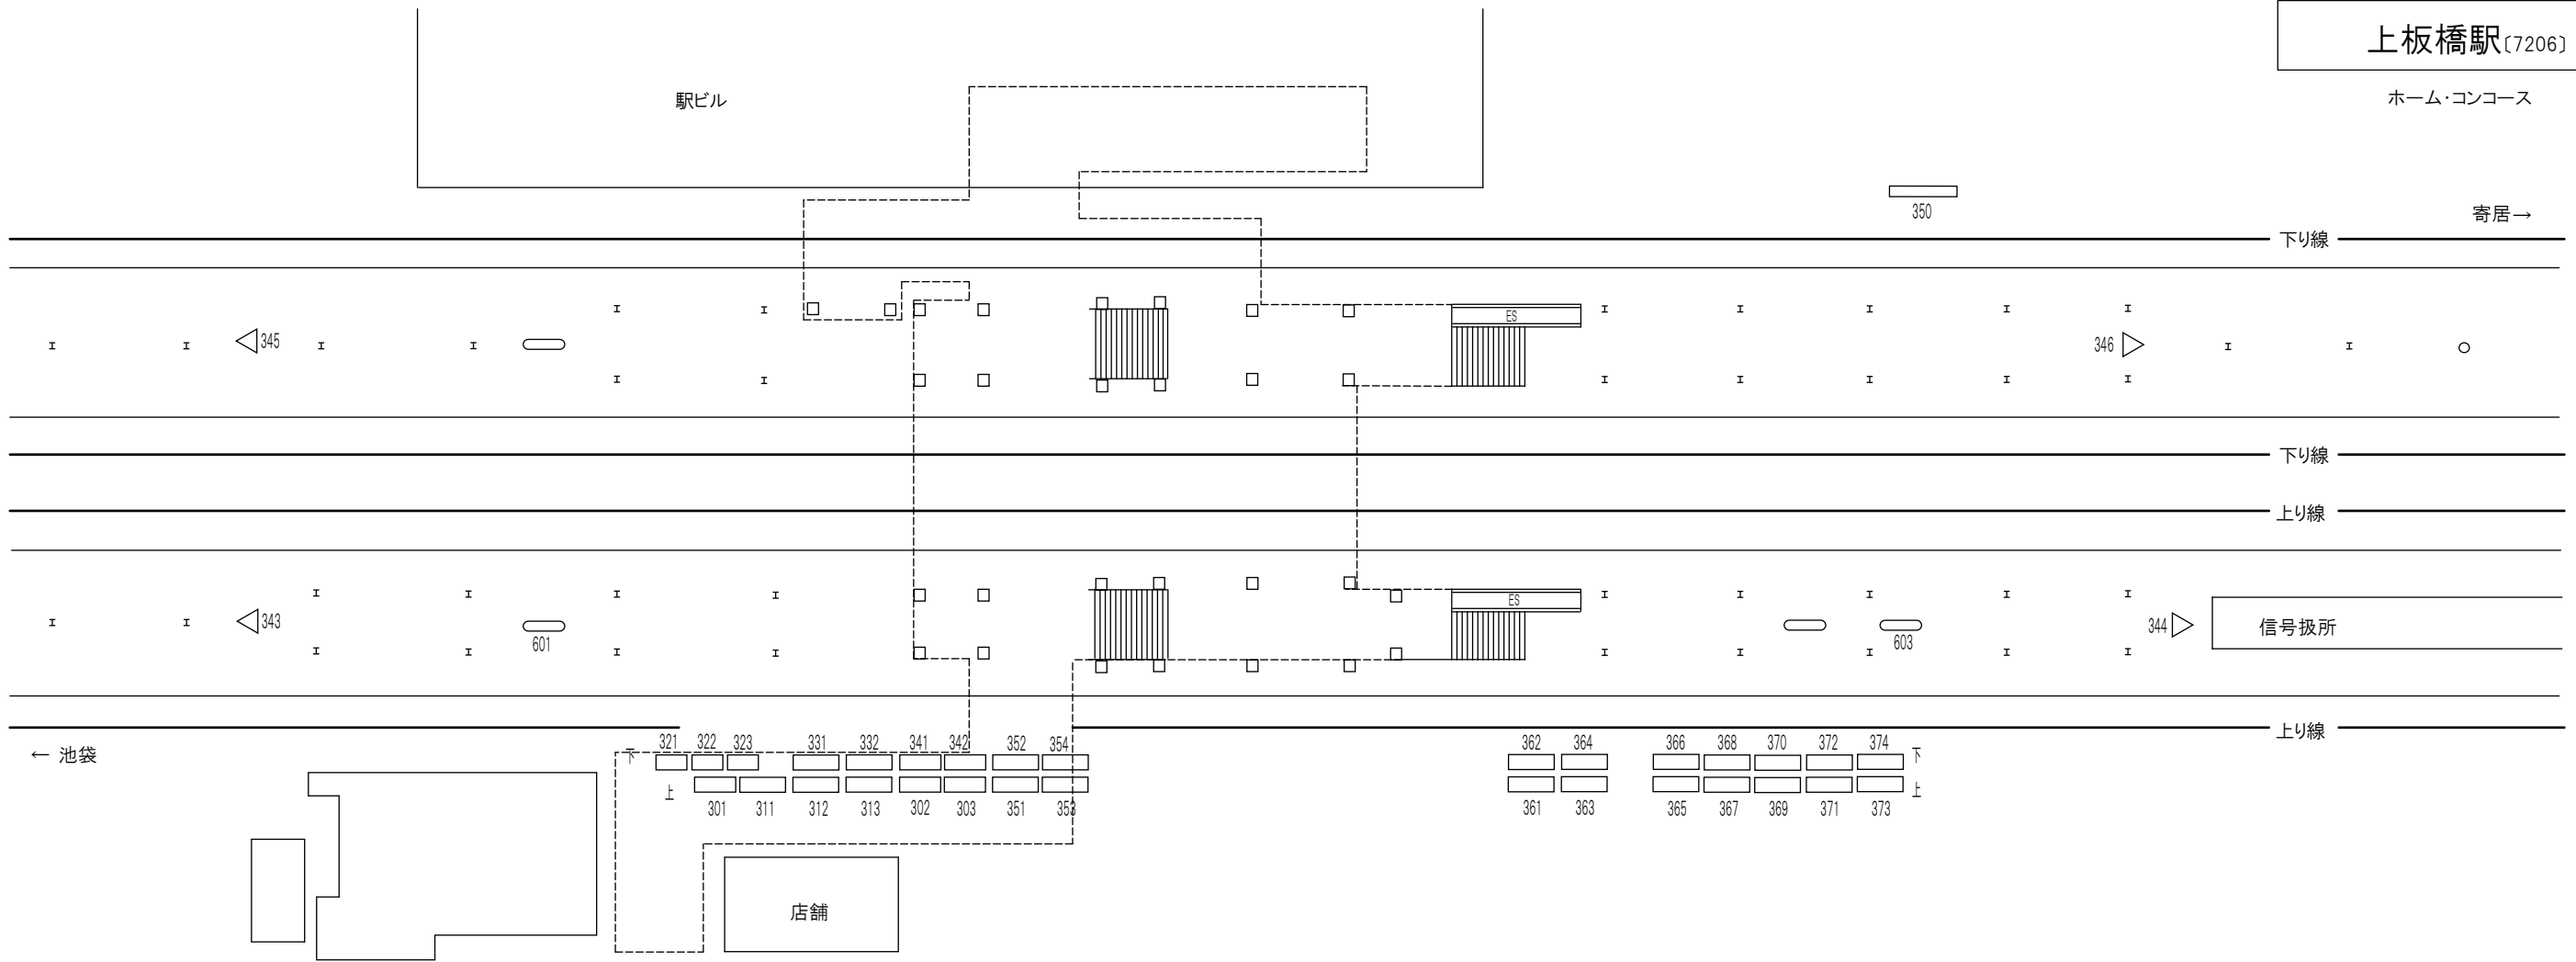 上板橋駅〔7206〕
ホーム・コンコース
駅ビル
350
寄居→
下り線
ES
345
346
下り線
上り線
ES
343
601
603
344
信号扱所
上り線
← 池袋
下 321 322 323 331 332 341 342 352 354 362 364 366 368 370 372 374 下
上 301 311 312 313 302 303 351 353 361 363 365 367 369 371 373 上
店舗